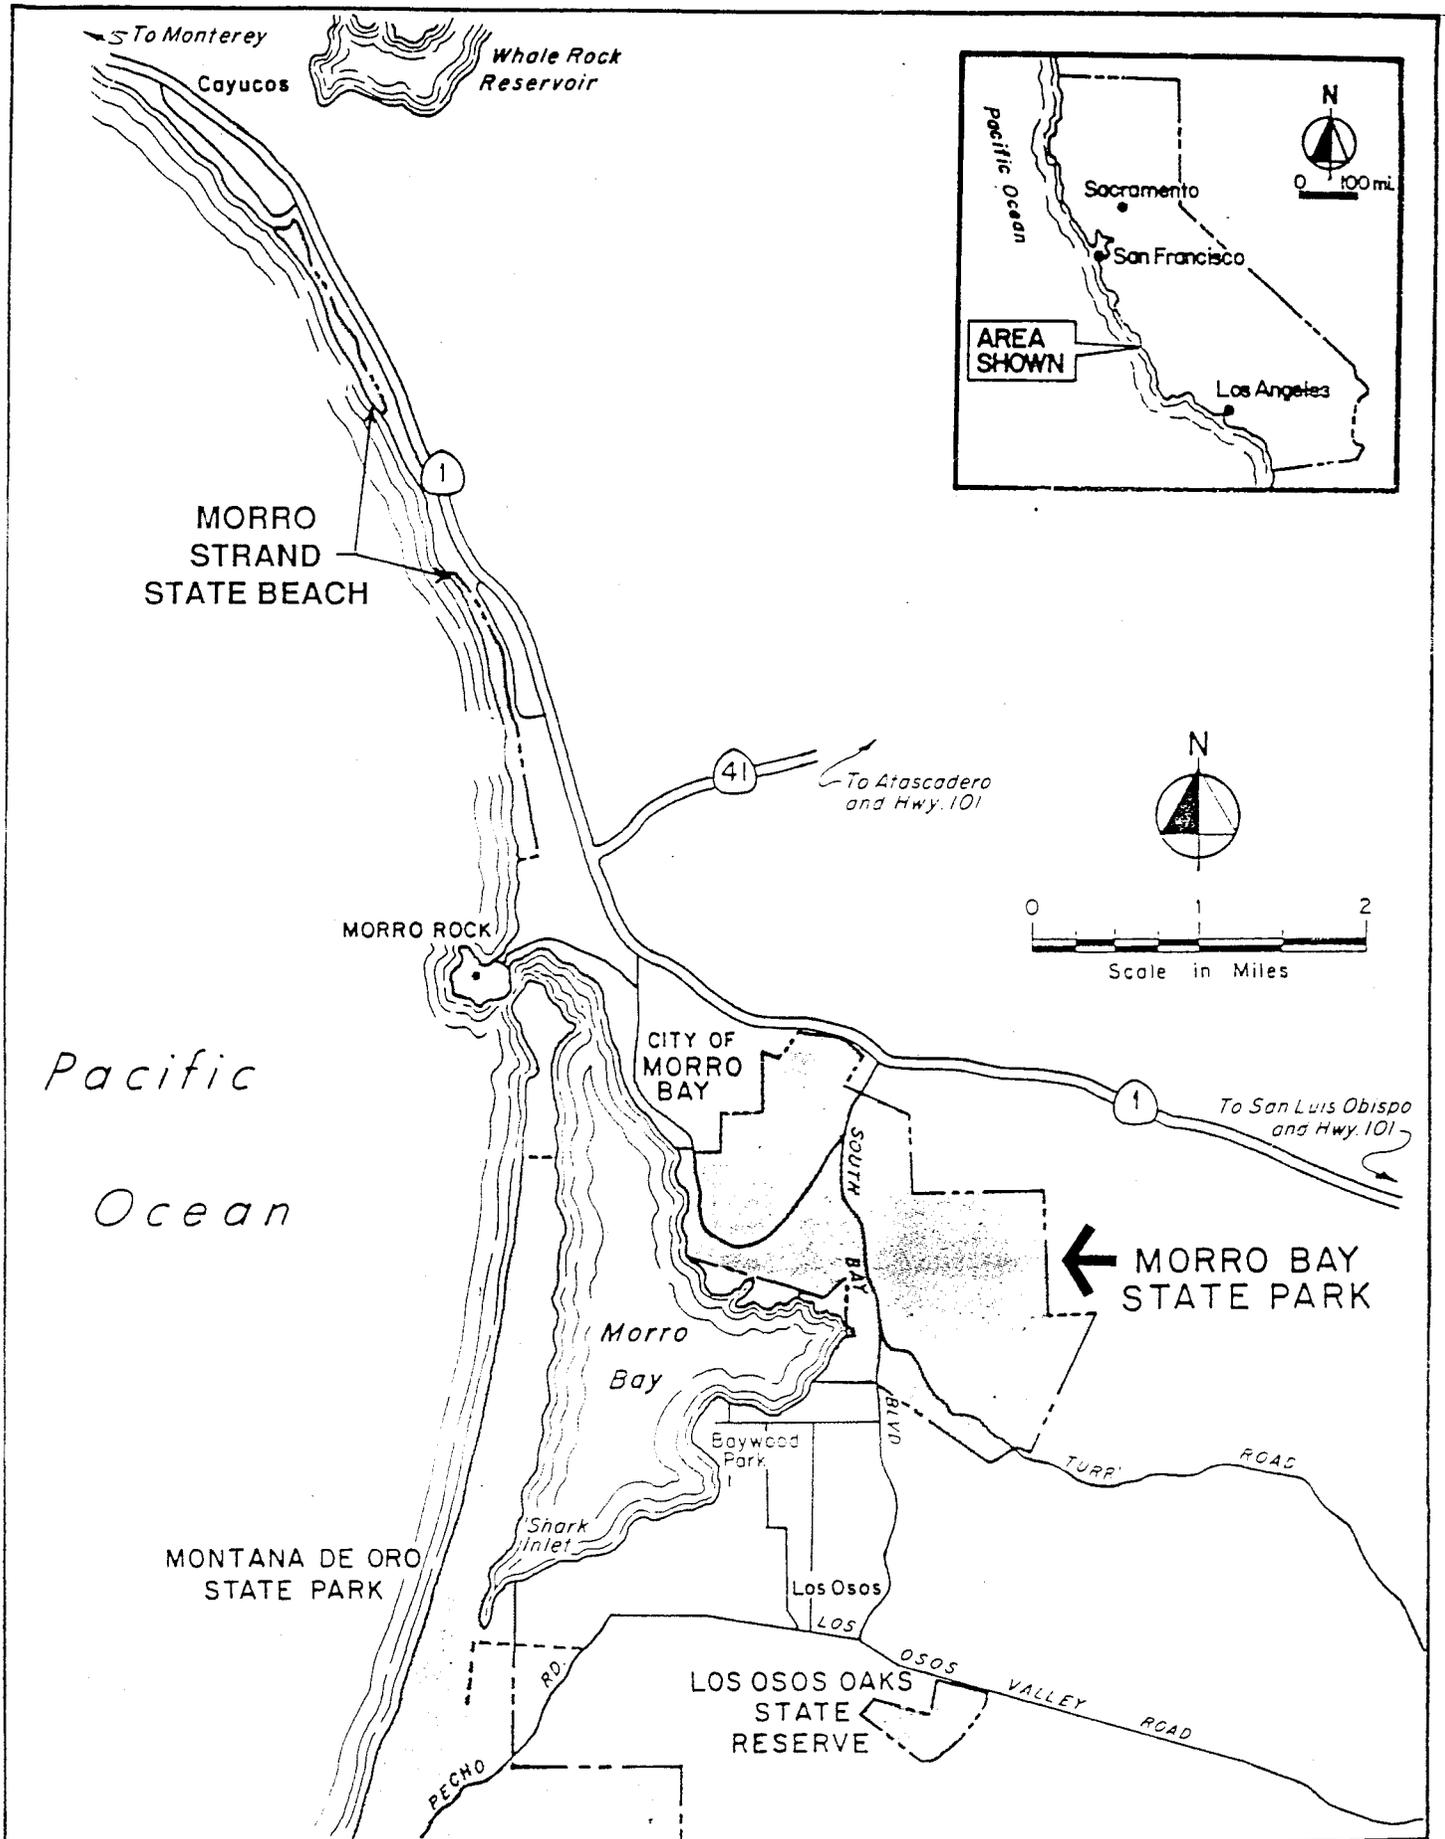 To Monterey
Cayucos
Whale Rock
Reservoir
Pacific Ocean
N
0 100 mi.
Sacramento
San Francisco
AREA
SHOWN
Los Angeles
1
MORRO
STRAND
STATE BEACH
41
To Atascadero
and Hwy. 101
N
0 1 2
Scale in Miles
MORRO ROCK
CITY OF
MORRO
BAY
Pacific
Ocean
1
To San Luis Obispo
and Hwy. 101
SOUTH
BAY
BLVD
MORRO BAY
STATE PARK
Morro
Bay
Baywood
Park
TURRI
ROAD
Shark
Inlet
MONTANA DE ORO
STATE PARK
Los Osos
LOS
OSOS
VALLEY
ROAD
LOS OSOS OAKS
STATE
RESERVE
PECHO
RD.